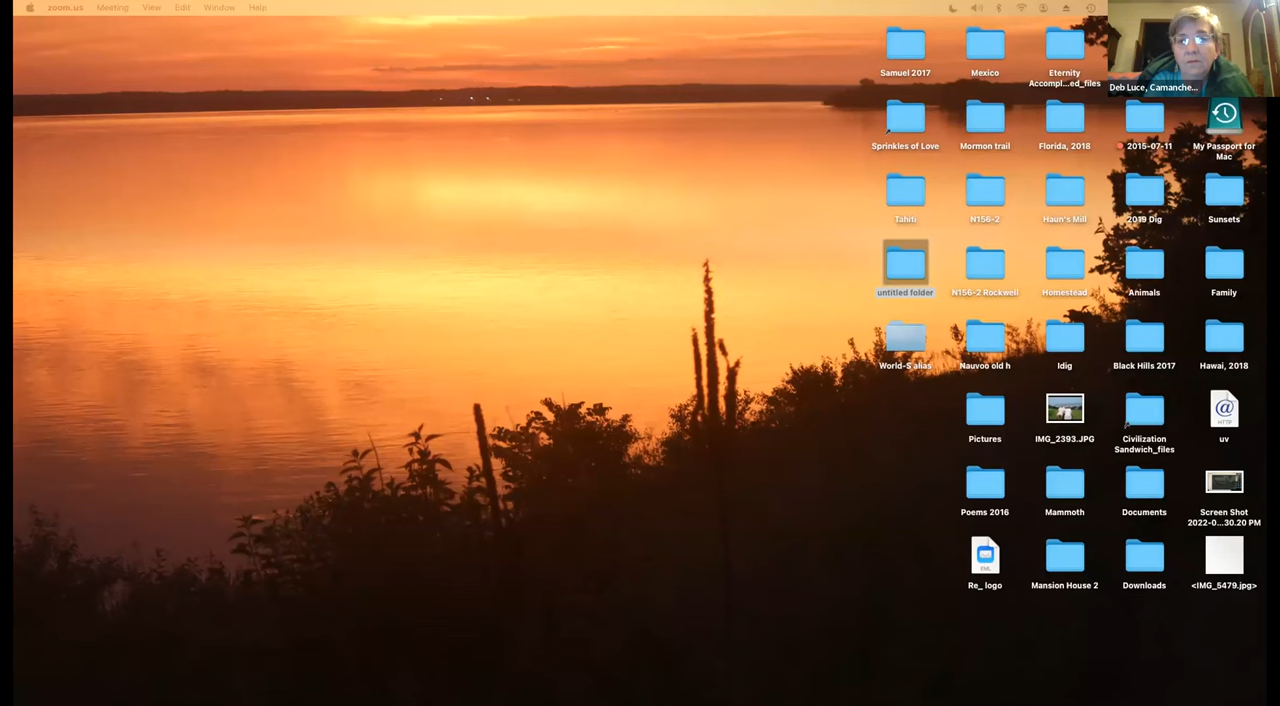 zoom.us Meeting View Edit Window Help
Samuel 2017
Mexico
Eternity
Accompl...ed_files
Deb Luce, Camanche...
Sprinkles of Love
Mormon trail
Florida, 2018
2015-07-11
My Passport for
Mac
Tahiti
N156-2
Haun's Mill
2019 Dig
Sunsets
untitled folder
N156-2 Rockwell
Homestead
Animals
Family
World-S alias
Nauvoo old h
Idig
Black Hills 2017
Hawai, 2018
Pictures
IMG_2393.JPG
Civilization
Sandwich_files
@
HTTP
uv
Poems 2016
Mammoth
Documents
Screen Shot
2022-0...30.20 PM
EML
Re_ logo
Mansion House 2
Downloads
<IMG_5479.jpg>